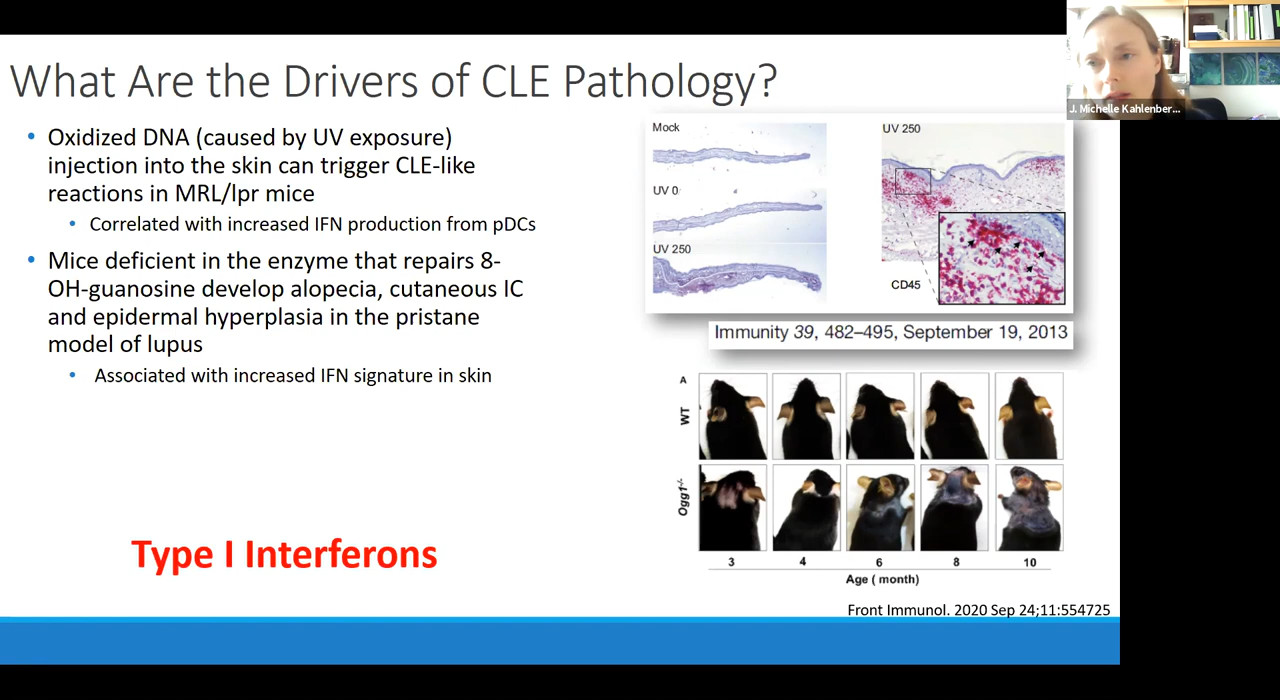 What Are the Drivers of CLE Pathology?
• Oxidized DNA (caused by UV exposure)
injection into the skin can trigger CLE-like
reactions in MRL/lpr mice
• Correlated with increased IFN production from pDCs
• Mice deficient in the enzyme that repairs 8-
OH-guanosine develop alopecia, cutaneous IC
and epidermal hyperplasia in the pristane
model of lupus
• Associated with increased IFN signature in skin
Type I Interferons
Mock
UV 0
UV 250
UV 250
CD45
Immunity 39, 482–495, September 19, 2013
A
WT
Ogg1-/-
3 4 6 8 10
Age ( month)
Front Immunol. 2020 Sep 24;11:554725
J. Michelle Kahlenber...